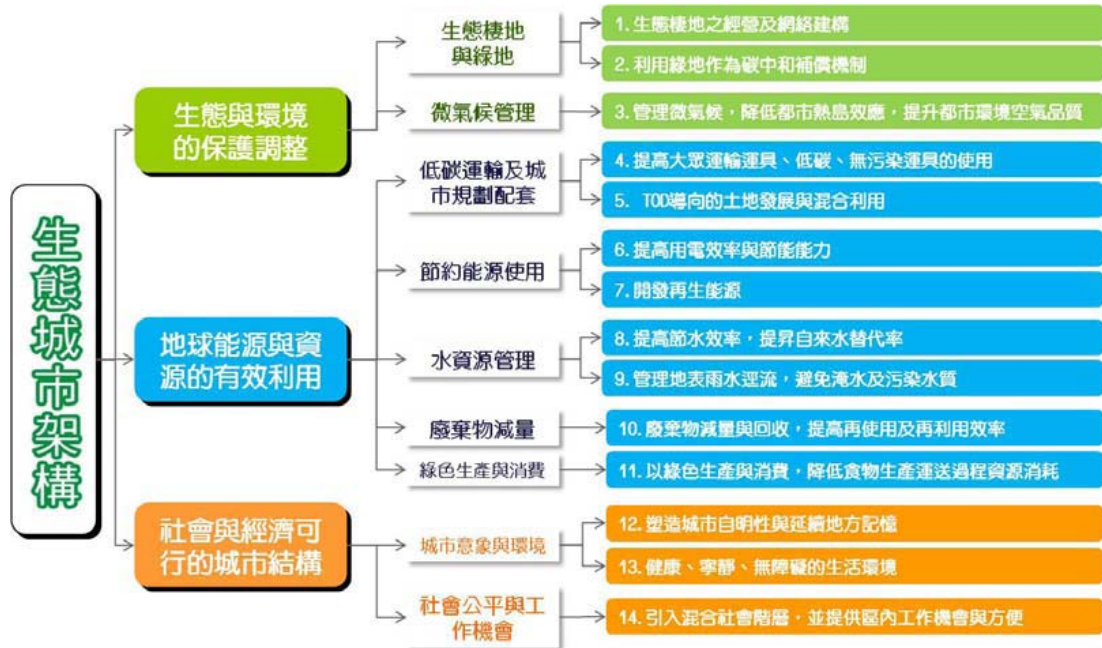 生態城市架構
生態與環境
的保護調整
生態棲地
與綠地
1. 生態棲地之經營及網絡建構
2. 利用綠地作為碳中和補償機制
微氣候管理
3. 管理微氣候，降低都市熱島效應，提升都市環境空氣品質
地球能源與資
源的有效利用
低碳運輸及城
市規劃配套
4. 提高大眾運輸運具、低碳、無污染運具的使用
5. TOD導向的土地發展與混合利用
節約能源使用
6. 提高用電效率與節能能力
7. 開發再生能源
水資源管理
8. 提高節水效率，提昇自來水替代率
9. 管理地表雨水逕流，避免淹水及污染水質
廢棄物減量
10. 廢棄物減量與回收，提高再使用及再利用效率
綠色生產與消費
11. 以綠色生產與消費，降低食物生產運送過程資源消耗
社會與經濟可
行的城市結構
城市意象與環境
12. 塑造城市自明性與延續地方記憶
13. 健康、寧靜、無障礙的生活環境
社會公平與工
作機會
14. 引入混合社會階層，並提供區內工作機會與方便